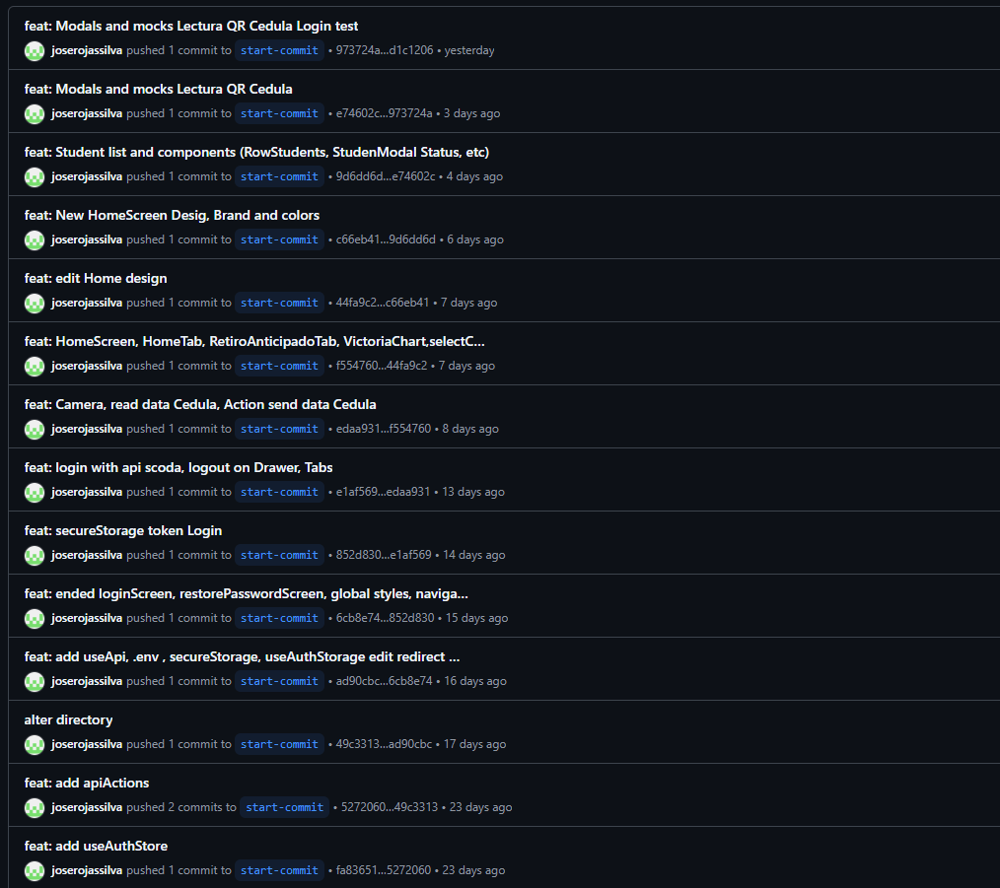 feat: Modals and mocks Lectura QR Cedula Login test
joserojassilva pushed 1 commit to start-commit • 973724a...d1c1206 • yesterday
feat: Modals and mocks Lectura QR Cedula
joserojassilva pushed 1 commit to start-commit • e74602c...973724a • 3 days ago
feat: Student list and components (RowStudents, StudenModal Status, etc)
joserojassilva pushed 1 commit to start-commit • 9d6dd6d...e74602c • 4 days ago
feat: New HomeScreen Desig, Brand and colors
joserojassilva pushed 1 commit to start-commit • c66eb41...9d6dd6d • 6 days ago
feat: edit Home design
joserojassilva pushed 1 commit to start-commit • 44fa9c2...c66eb41 • 7 days ago
feat: HomeScreen, HomeTab, RetiroAnticipadoTab, VictoriaChart,selectC...
joserojassilva pushed 1 commit to start-commit • f554760...44fa9c2 • 7 days ago
feat: Camera, read data Cedula, Action send data Cedula
joserojassilva pushed 1 commit to start-commit • edaa931...f554760 • 8 days ago
feat: login with api scoda, logout on Drawer, Tabs
joserojassilva pushed 1 commit to start-commit • e1af569...edaa931 • 13 days ago
feat: secureStorage token Login
joserojassilva pushed 1 commit to start-commit • 852d830...e1af569 • 14 days ago
feat: ended loginScreen, restorePasswordScreen, global styles, naviga...
joserojassilva pushed 1 commit to start-commit • 6cb8e74...852d830 • 15 days ago
feat: add useApi, .env , secureStorage, useAuthStorage edit redirect ...
joserojassilva pushed 1 commit to start-commit • ad90cbc...6cb8e74 • 16 days ago
alter directory
joserojassilva pushed 1 commit to start-commit • 49c3313...ad90cbc • 17 days ago
feat: add apiActions
joserojassilva pushed 2 commits to start-commit • 5272060...49c3313 • 23 days ago
feat: add useAuthStore
joserojassilva pushed 1 commit to start-commit • fa83651...5272060 • 23 days ago